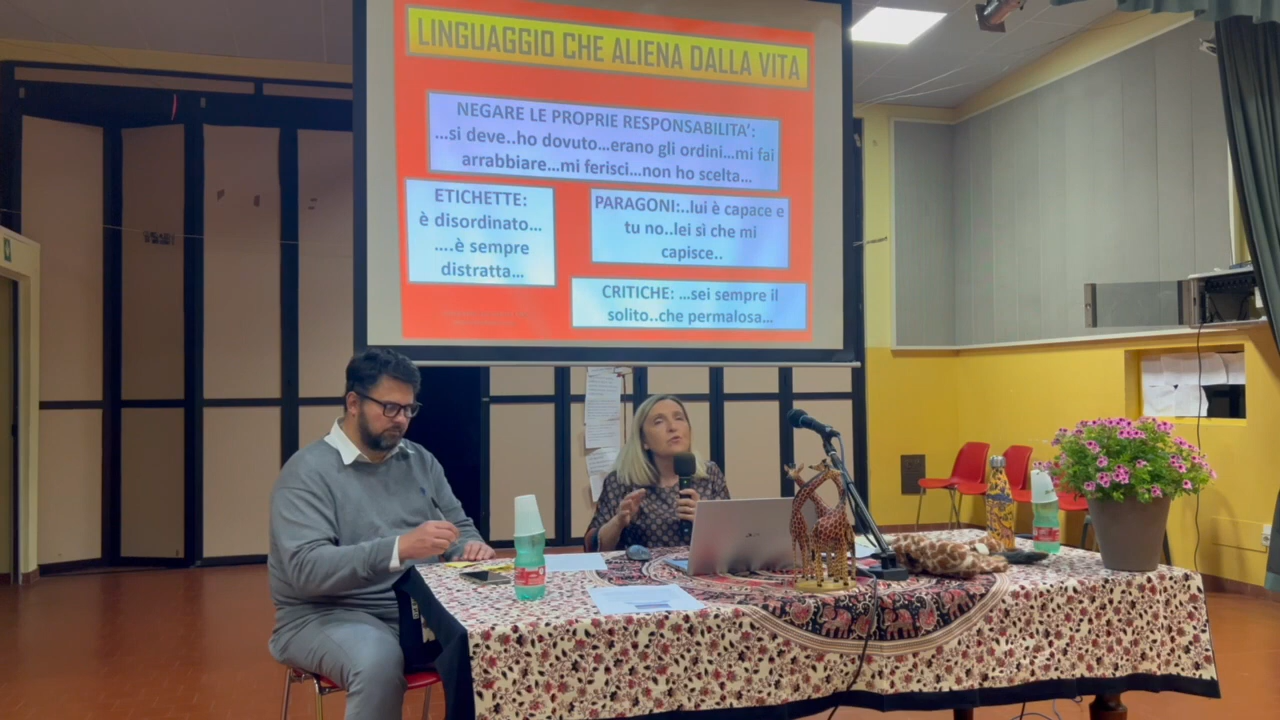 LINGUAGGIO CHE ALIENA DALLA VITA
NEGARE LE PROPRIE RESPONSABILITA’:
...si deve..ho dovuto...erano gli ordini...mi fai
arrabbiare...mi ferisci...non ho scelta...
ETICHETTE:
è disordinato...
....è sempre
distratta...
PARAGONI:..lui è capace e
tu no..lei sì che mi
capisce..
CRITICHE: ...sei sempre il
solito..che permalosa...